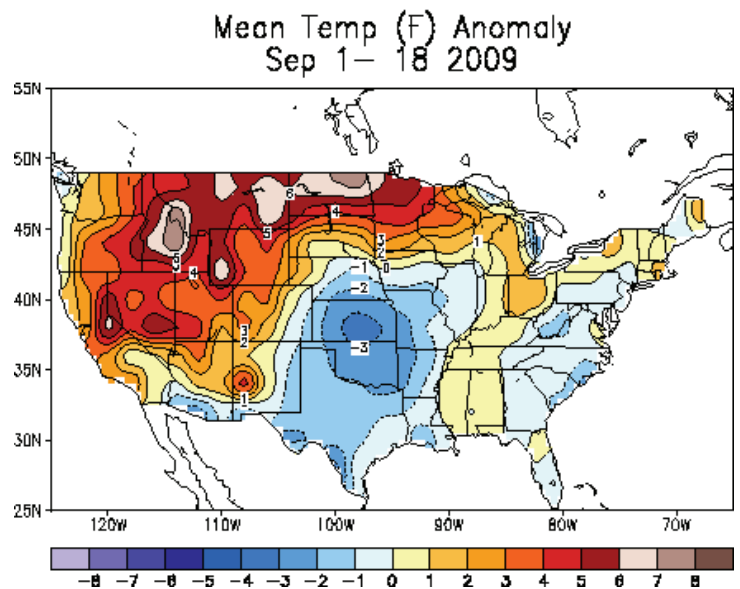 Mean Temp (F) Anomaly
Sep 1– 18 2009
55N
50N
45N
40N
35N
30N
25N
6
4
5
3
2
1
5
3
4
-1
0
-2
3
2
-3
1
120W 110W 100W 90W 80W 70W
-8 -7 -6 -5 -4 -3 -2 -1 0 1 2 3 4 5 6 7 8